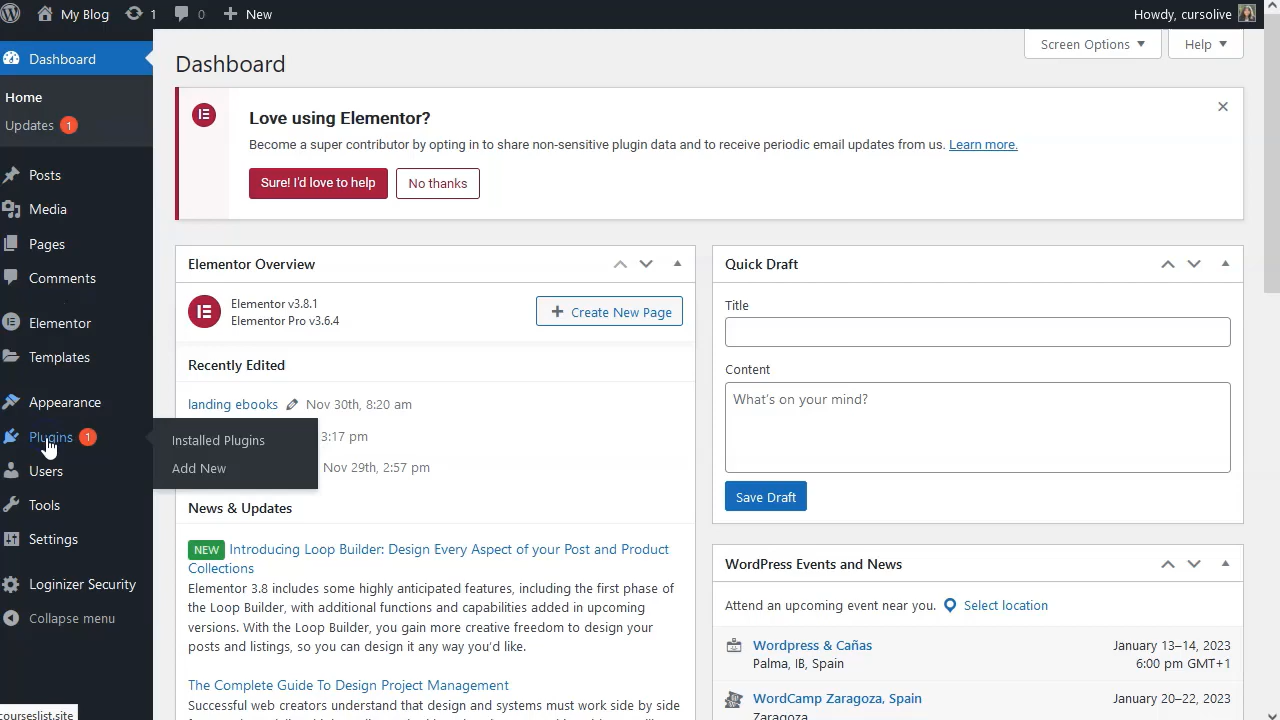 My Blog
1
0
New
Howdy, cursolive
Dashboard
Home
Updates 1
Posts
Media
Pages
Comments
Elementor
Templates
Appearance
Plugins 1
Users
Tools
Settings
Loginizer Security
Collapse menu
courseslist.site
Installed Plugins
Add New
Screen Options
Help
Dashboard
Love using Elementor?
Become a super contributor by opting in to share non-sensitive plugin data and to receive periodic email updates from us. Learn more.
Sure! I'd love to help
No thanks
Elementor Overview
Elementor v3.8.1
Elementor Pro v3.6.4
Create New Page
Recently Edited
landing ebooks Nov 30th, 8:20 am
3:17 pm
Nov 29th, 2:57 pm
News & Updates
NEW Introducing Loop Builder: Design Every Aspect of your Post and Product
Collections
Elementor 3.8 includes some highly anticipated features, including the first phase of
the Loop Builder, with additional functions and capabilities added in upcoming
versions. With the Loop Builder, you gain more creative freedom to design your
posts and listings, so you can design it any way you'd like.
The Complete Guide To Design Project Management
Successful web creators understand that design and systems must work side by side
Quick Draft
Title
Content
What's on your mind?
Save Draft
WordPress Events and News
Attend an upcoming event near you. Select location
Wordpress & Cañas
Palma, IB, Spain
January 13–14, 2023
6:00 pm GMT+1
WordCamp Zaragoza, Spain
Zaragoza
January 20–22, 2023